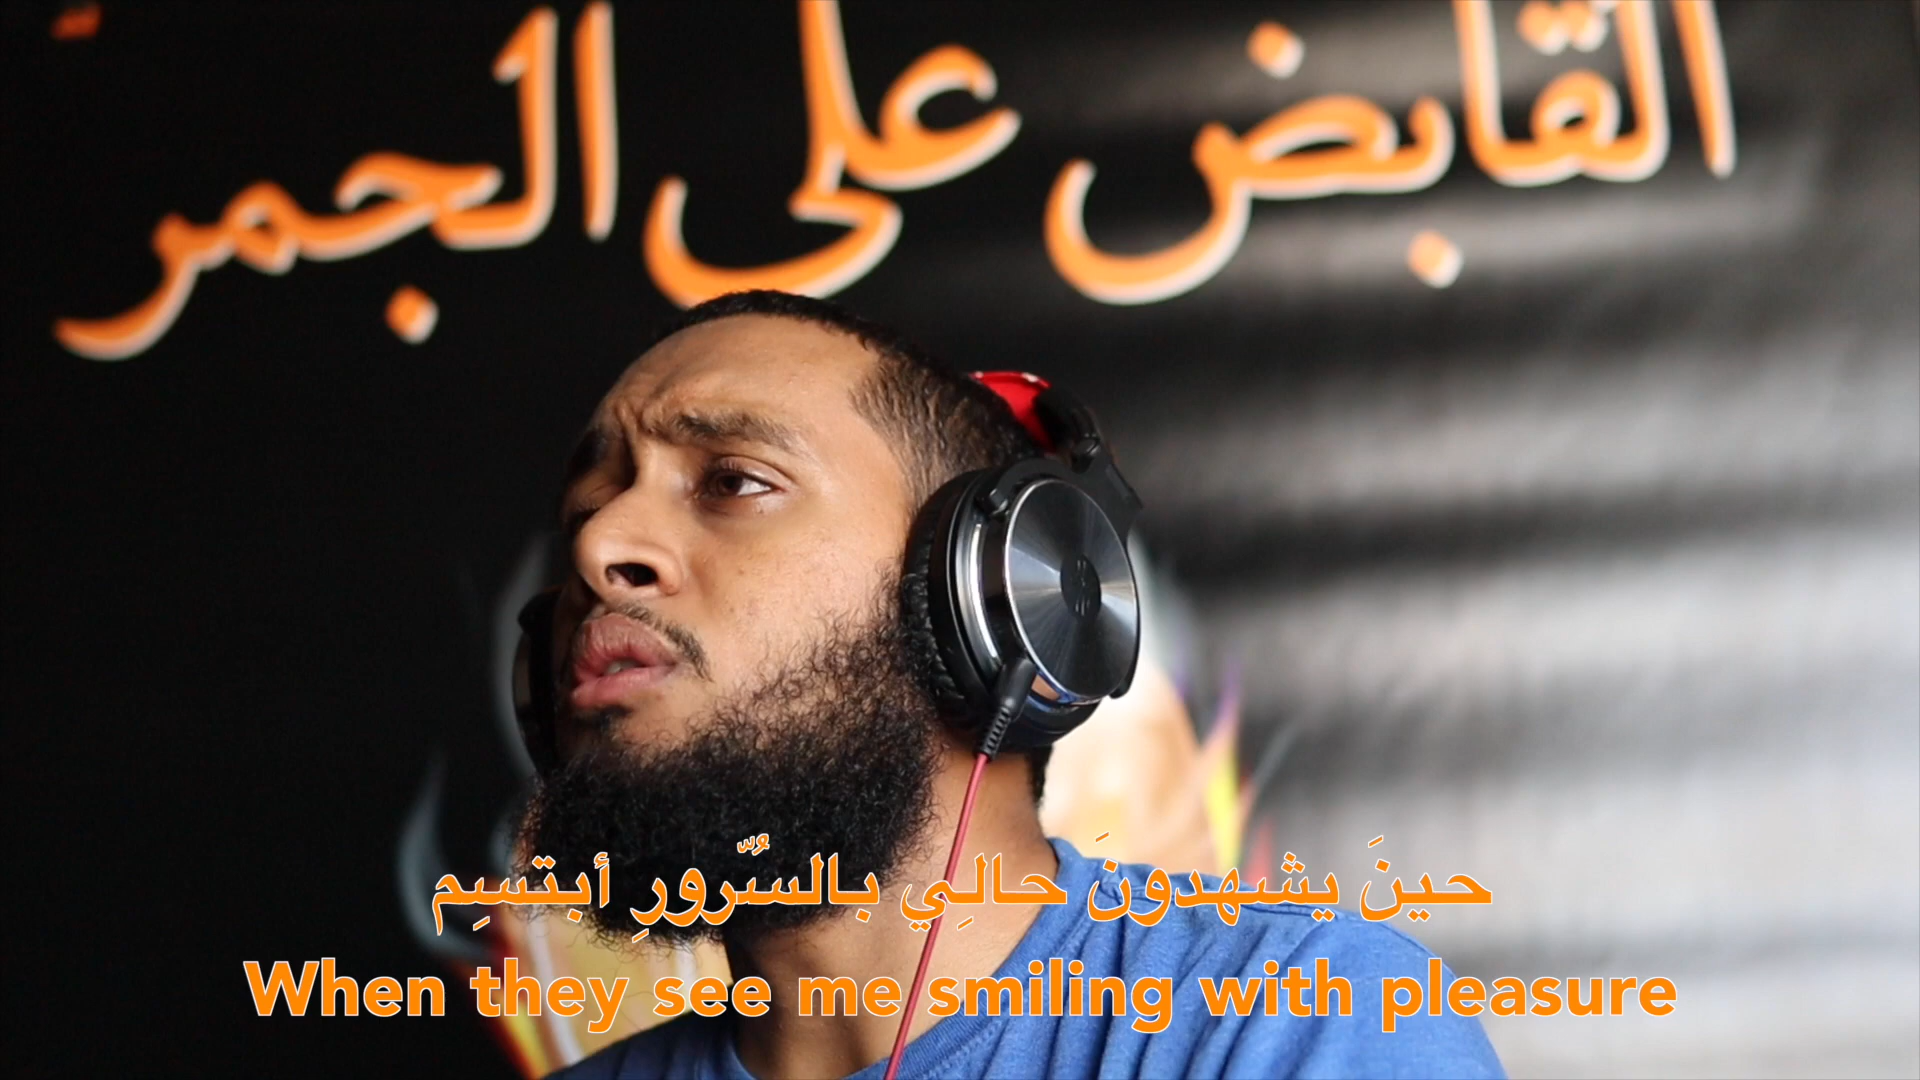 القابض على الجمر
حينَ يشهدونَ حالِي بالسُّرورِ أبتسِم
When they see me smiling with pleasure